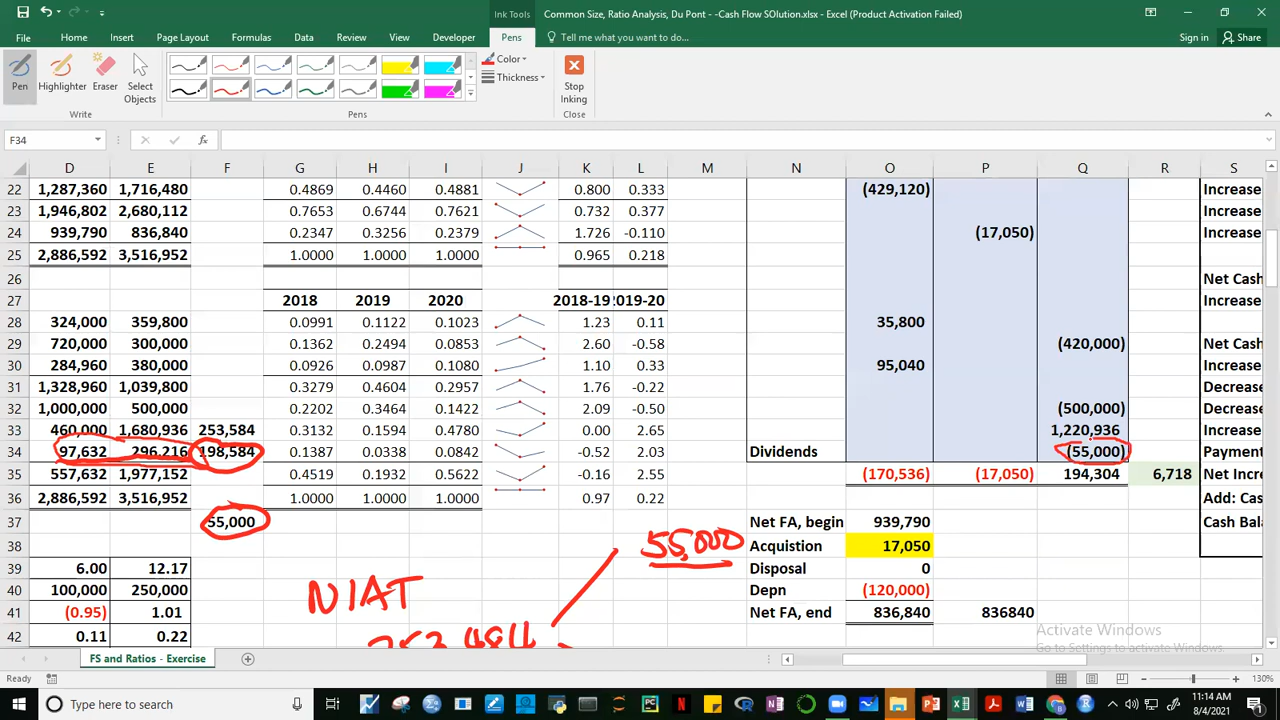 Ink Tools
Common Size, Ratio Analysis, Du Pont - -Cash Flow SOlution.xlsx - Excel (Product Activation Failed)
File Home Insert Page Layout Formulas Data Review View Developer Pens Tell me what you want to do... Sign in Share
Pen Highlighter Eraser Select Objects
Color
Thickness
Stop Inking
Write Pens Close
F34
fx
D E F G H I J K L M N O P Q R S
22 1,287,360 1,716,480 0.4869 0.4460 0.4881 0.800 0.333 (429,120) Increase
23 1,946,802 2,680,112 0.7653 0.6744 0.7621 0.732 0.377 Increase
24 939,790 836,840 0.2347 0.3256 0.2379 1.726 -0.110 (17,050) Increase
25 2,886,592 3,516,952 1.0000 1.0000 1.0000 0.965 0.218
26 Net Cash
27 2018 2019 2020 2018-19 2019-20 Increase
28 324,000 359,800 0.0991 0.1122 0.1023 1.23 0.11 35,800
29 720,000 300,000 0.1362 0.2494 0.0853 2.60 -0.58 (420,000) Net Cash
30 284,960 380,000 0.0926 0.0987 0.1080 1.10 0.33 95,040 Increase
31 1,328,960 1,039,800 0.3279 0.4604 0.2957 1.76 -0.22 Decrease
32 1,000,000 500,000 0.2202 0.3464 0.1422 2.09 -0.50 (500,000) Decrease
33 460,000 1,680,936 253,584 0.3132 0.1594 0.4780 0.00 2.65 1,220,936 Increase
34 97,632 296,216 198,584 0.1387 0.0338 0.0842 -0.52 2.03 Dividends (55,000) Payment
35 557,632 1,977,152 0.4519 0.1932 0.5622 -0.16 2.55 (170,536) (17,050) 194,304 6,718 Net Incre
36 2,886,592 3,516,952 1.0000 1.0000 1.0000 0.97 0.22 Add: Cas
37 55,000 Net FA, begin 939,790 Cash Bala
38 55,000 Acquistion 17,050
39 6.00 12.17 Disposal 0
40 100,000 250,000 NIAT Depn (120,000)
41 (0.95) 1.01 Net FA, end 836,840 836840
42 0.11 0.22
Activate Windows
Go to Settings to activate Windows.
FS and Ratios - Exercise
Ready 130%
Type here to search
11:14 AM
8/4/2021